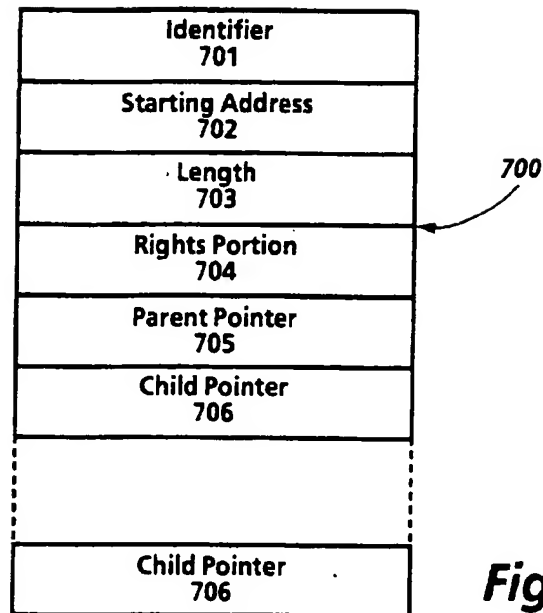 Identifier
701
Starting Address
702
Length
703
700
Rights Portion
704
Parent Pointer
705
Child Pointer
706
Child Pointer
706
Fig